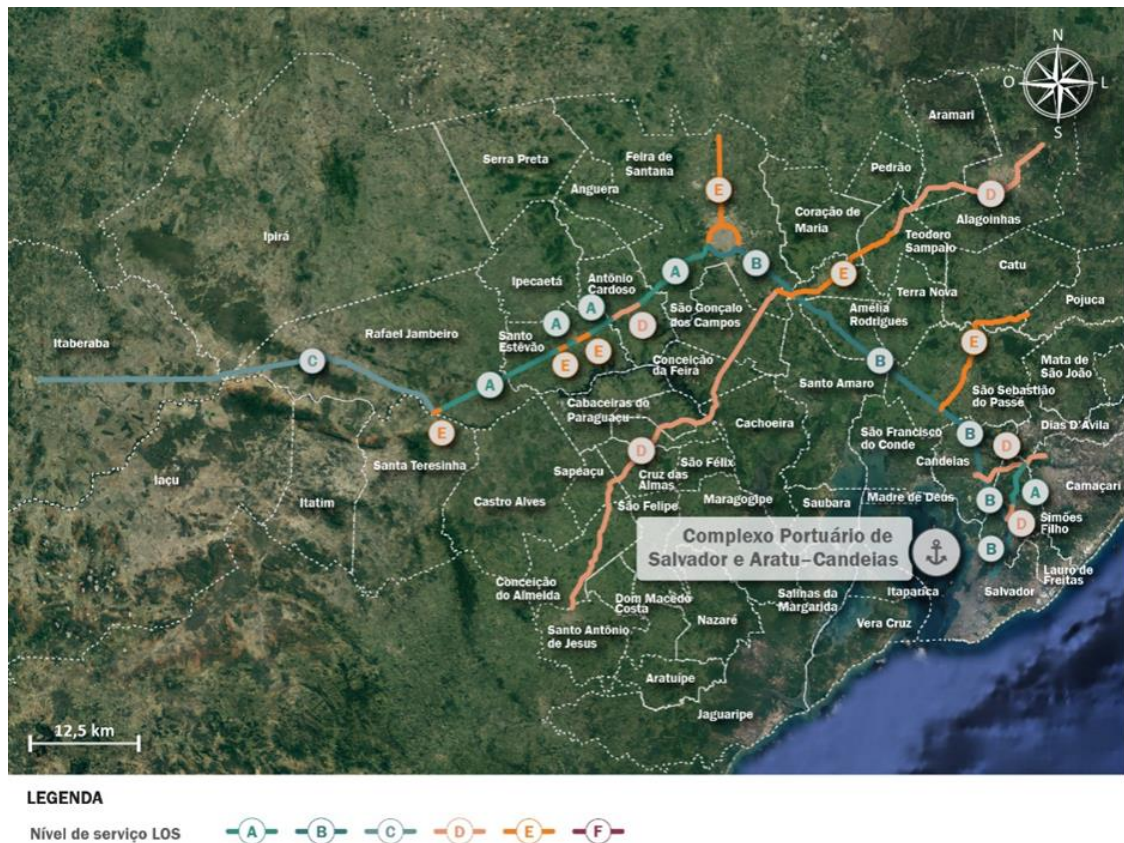 N
O
L
S
Aramari
Serra Preta
Feira de
Santana
Pedrão
Anguera
E
D
Alagoinhas
Coração de
Maria
Ipirá
Teodoro
Sampaio
Catu
Ipecaetá
Antônio
Cardoso
A
B
E
Terra Nova
Pojuca
A
A
D
São Gonçalo
dos Campos
Amélia
Rodrigues
Itaberaba
Rafael Jambeiro
Santo
Estêvão
E
E
E
Mata de
São João
C
A
Conceição
da Feira
B
Santo Amaro
São Sebastião
do Passé
Cabaceiras do
Paraguaçu
Cachoeira
Dias D'Ávila
E
São Francisco
do Conde
B
D
Santa Teresinha
Sapeaçu
D
Cruz das
Almas
São Félix
Candeias
Iaçu
Itatim
Castro Alves
São Felipe
Maragogipe
Saubara
Madre de Deus
B
A
Camaçari
D
Simões
Filho
Complexo Portuário de
Salvador e Aratu–Candeias
B
Conceição
do Almeida
Dom Macedo
Costa
Salinas da
Margarida
Itaparica
Salvador
Lauro de
Freitas
Santo Antônio
de Jesus
Nazaré
Vera Cruz
Aratuípe
Jaguaripe
12,5 km
LEGENDA
Nível de serviço LOS A B C D E F